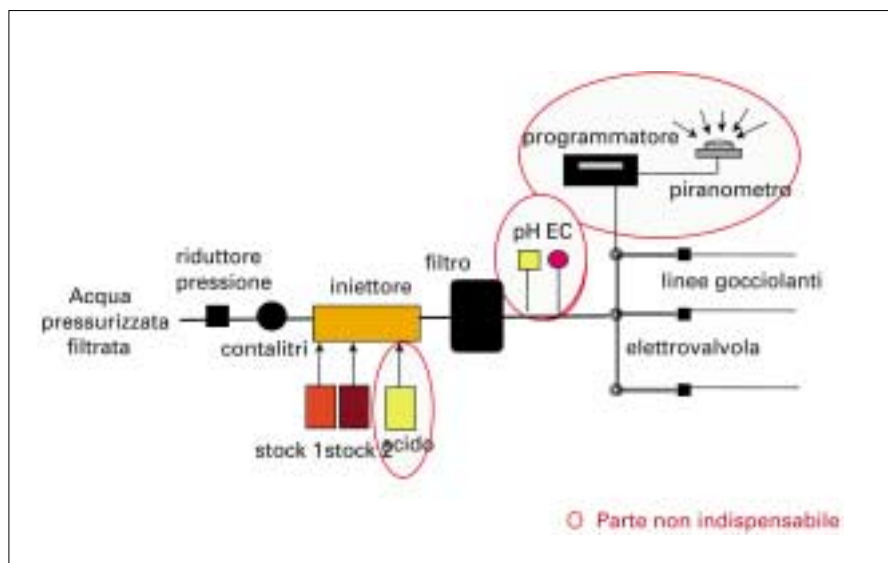 programmatore
piranometro
pH EC
riduttore
pressione
filtro
iniettore
linee gocciolanti
Acqua
pressurizzata
filtrata
contalitri
elettrovalvola
stock 1 stock 2 acido
O Parte non indispensabile